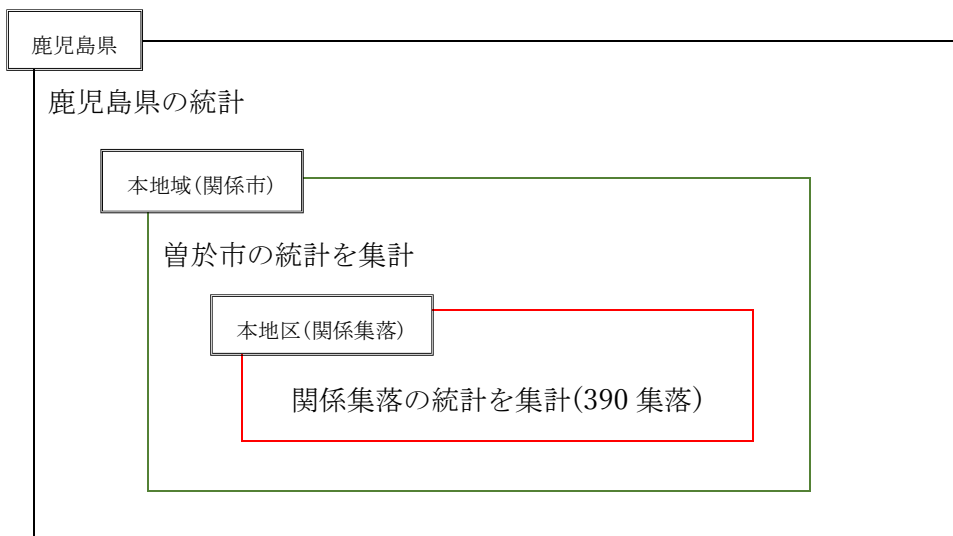 鹿児島県
鹿児島県の統計
本地域(関係市)
曽於市の統計を集計
本地区(関係集落)
関係集落の統計を集計(390 集落)